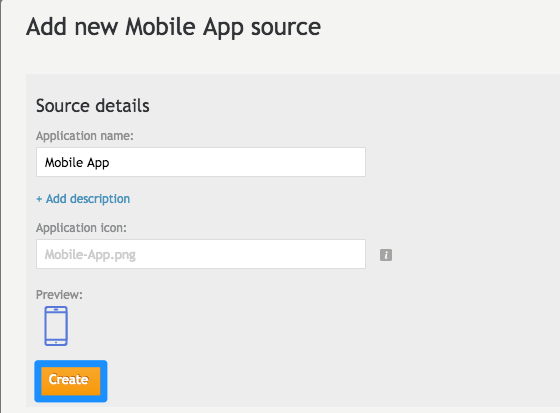 Add new Mobile App source
Source details
Application name:
Mobile App
+ Add description
Application icon:
Mobile-App.png
i
Preview:
Create